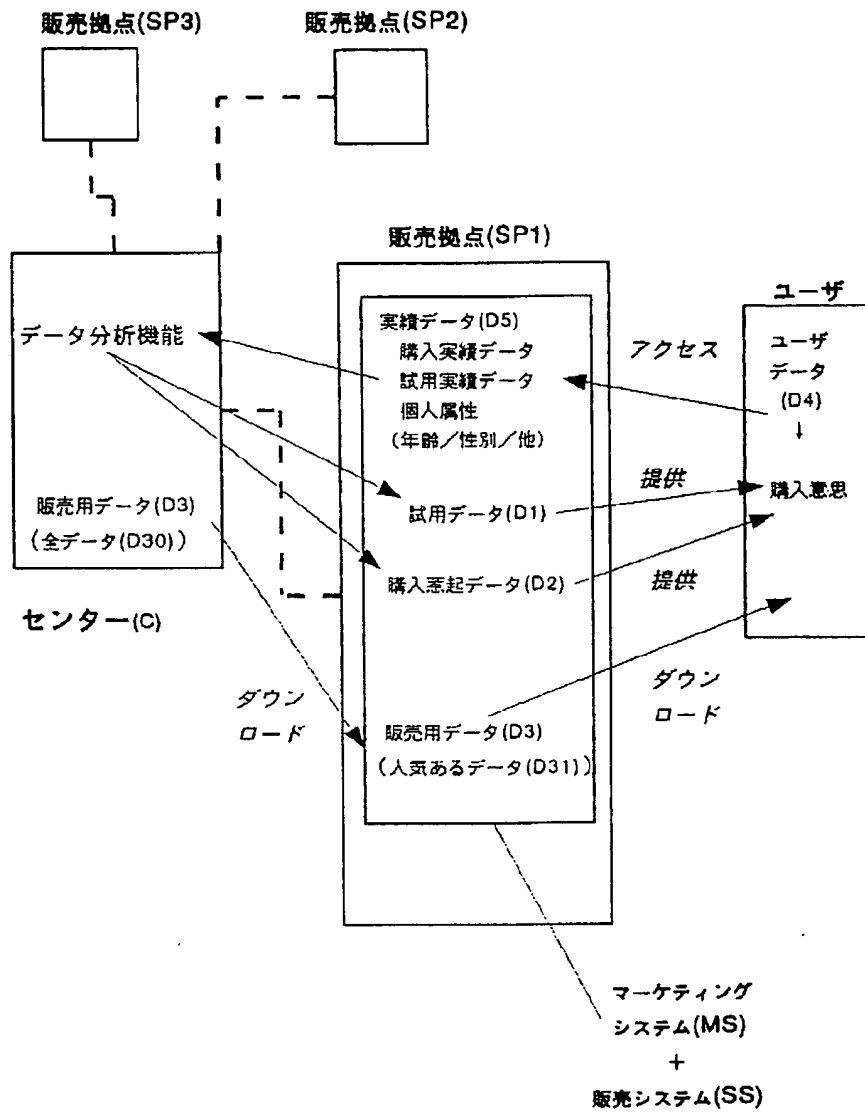 販売拠点(SP3)
販売拠点(SP2)
販売拠点(SP1)
データ分析機能
販売用データ(D3)
(全データ(D30))
センター(C)
実績データ(D5)
購入実績データ
試用実績データ
個人属性
(年齢/性別/他)
試用データ(D1)
購入惹起データ(D2)
販売用データ(D3)
(人気あるデータ(D31))
アクセス
提供
提供
ダウン
ロード
ダウン
ロード
ユーザ
ユーザ
データ
(D4)
↓
購入意思
マーケティング
システム(MS)
+
販売システム(SS)